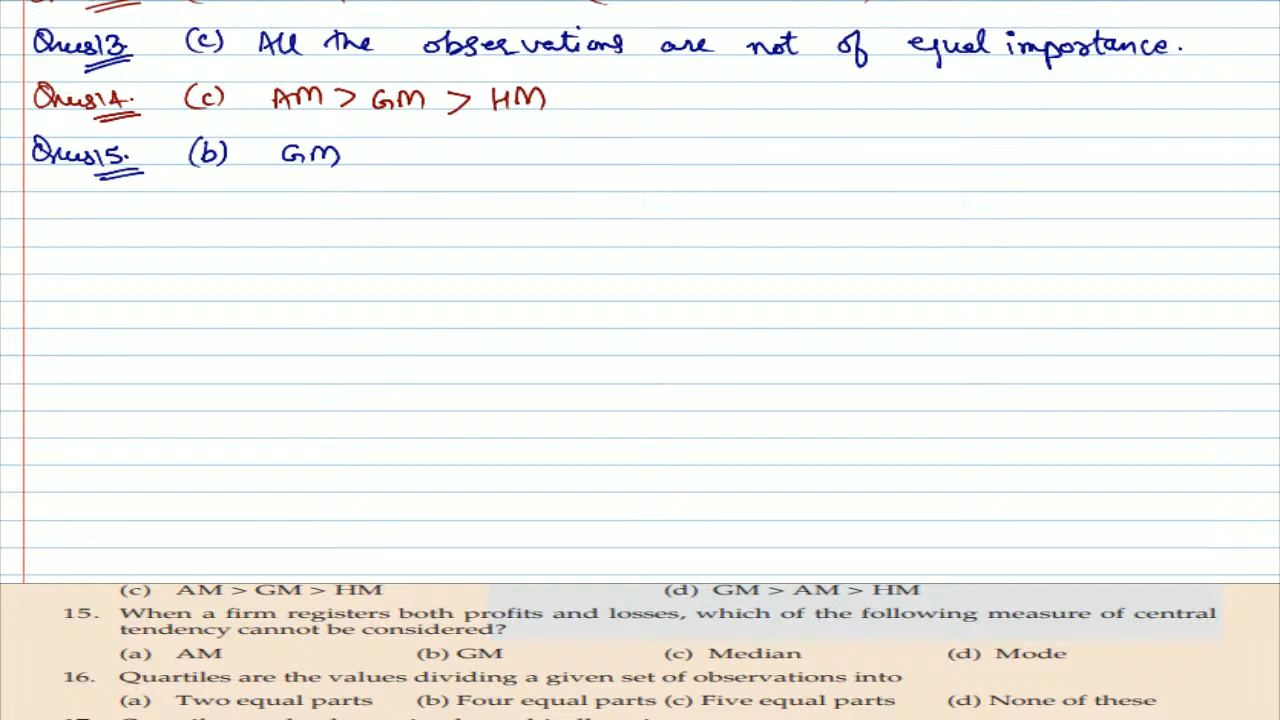 Ques13. (c) All the observations are not of equal importance.
Ques14. (c) AM > GM > HM
Ques15. (b) GM
(c) AM > GM > HM (d) GM > AM > HM
15. When a firm registers both profits and losses, which of the following measure of central
tendency cannot be considered?
(a) AM (b) GM (c) Median (d) Mode
16. Quartiles are the values dividing a given set of observations into
(a) Two equal parts (b) Four equal parts (c) Five equal parts (d) None of these